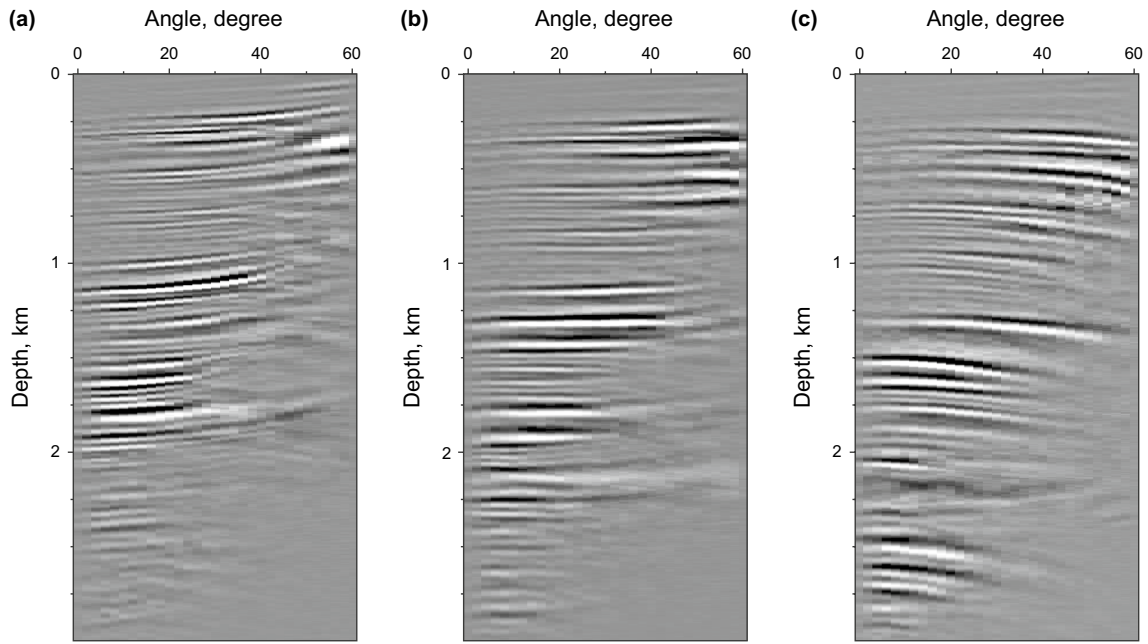 (a) Angle, degree
0 20 40 60
0
1
2
Depth, km
(b) Angle, degree
0 20 40 60
0
1
2
Depth, km
(c) Angle, degree
0 20 40 60
0
1
2
Depth, km